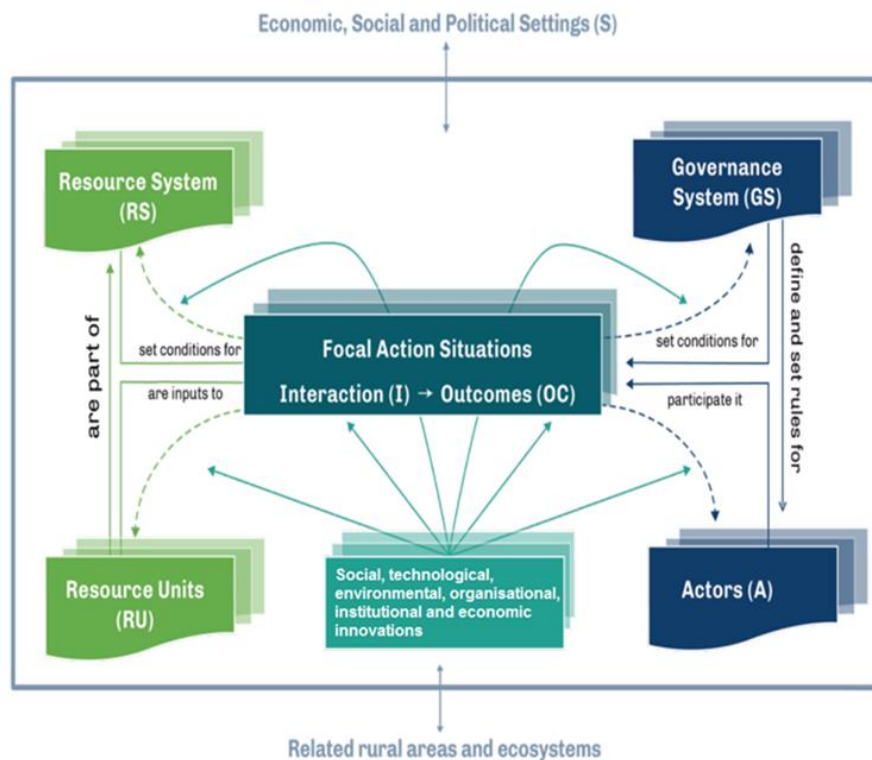 Economic, Social and Political Settings (S)
Resource System
(RS)
Governance
System (GS)
are part of
set conditions for
are inputs to
Focal Action Situations
Interaction (I) → Outcomes (OC)
set conditions for
participate it
define and set rules for
Resource Units
(RU)
Social, technological,
environmental, organisational,
institutional and economic
innovations
Actors (A)
Related rural areas and ecosystems